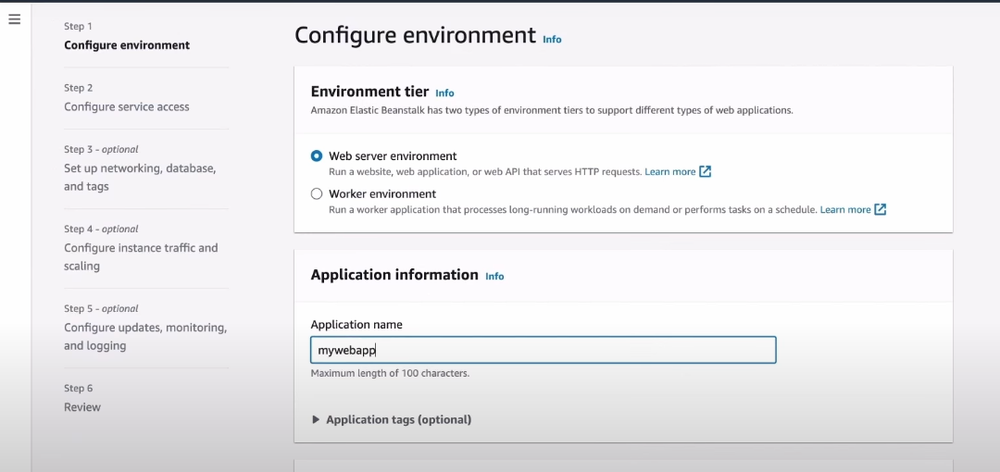 Step 1
Configure environment
Step 2
Configure service access
Step 3 - optional
Set up networking, database,
and tags
Step 4 - optional
Configure instance traffic and
scaling
Step 5 - optional
Configure updates, monitoring,
and logging
Step 6
Review
Configure environment Info
Environment tier Info
Amazon Elastic Beanstalk has two types of environment tiers to support different types of web applications.
Web server environment
Run a website, web application, or web API that serves HTTP requests. Learn more
Worker environment
Run a worker application that processes long-running workloads on demand or performs tasks on a schedule. Learn more
Application information Info
Application name
mywebapp
Maximum length of 100 characters.
Application tags (optional)